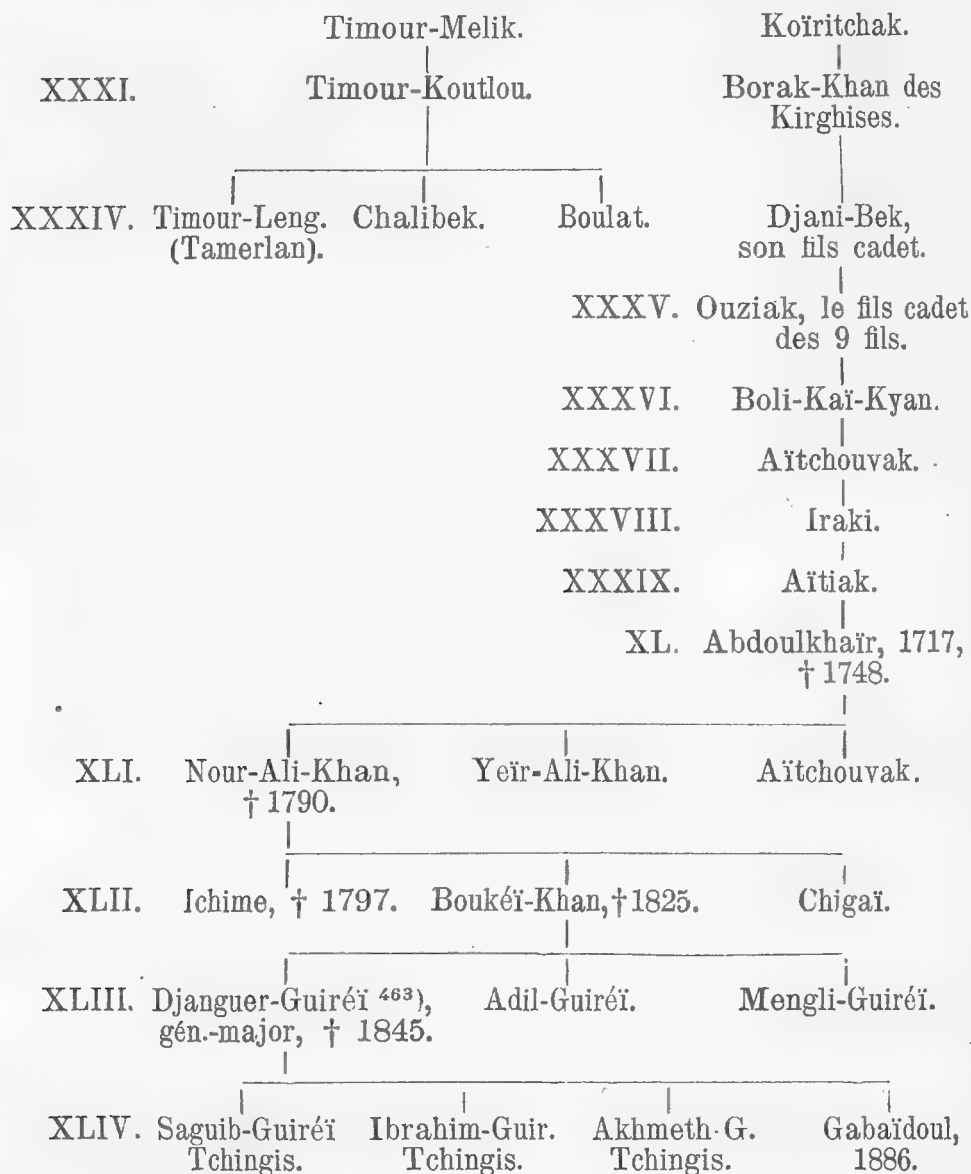 Timour-Melik. Koïritchak.
XXXI. Timour-Koutlou. Borak-Khan des
Kirghises.
XXXIV. Timour-Leng. Chalibek. Boulat. Djani-Bek,
(Tamerlan). son fils cadet.
XXXV. Ouziak, le fils cadet
des 9 fils.
XXXVI. Boli-Kaï-Kyan.
XXXVII. Aïtchouvak.
XXXVIII. Iraki.
XXXIX. Aïtiak.
XL. Abdoulkhaïr, 1717,
† 1748.
XLI. Nour-Ali-Khan, Yeïr-Ali-Khan. Aïtchouvak.
† 1790.
XLII. Ichime, † 1797. Boukéï-Khan, † 1825. Chigaï.
XLIII. Djanguer-Guiréï ⁴⁶³), Adil-Guiréï. Mengli-Guiréï.
gén.-major, † 1845.
XLIV. Saguib-Guiréï Ibrahim-Guir. Akhmeth-G. Gabaïdoul,
Tchingis. Tchingis. Tchingis. 1886.